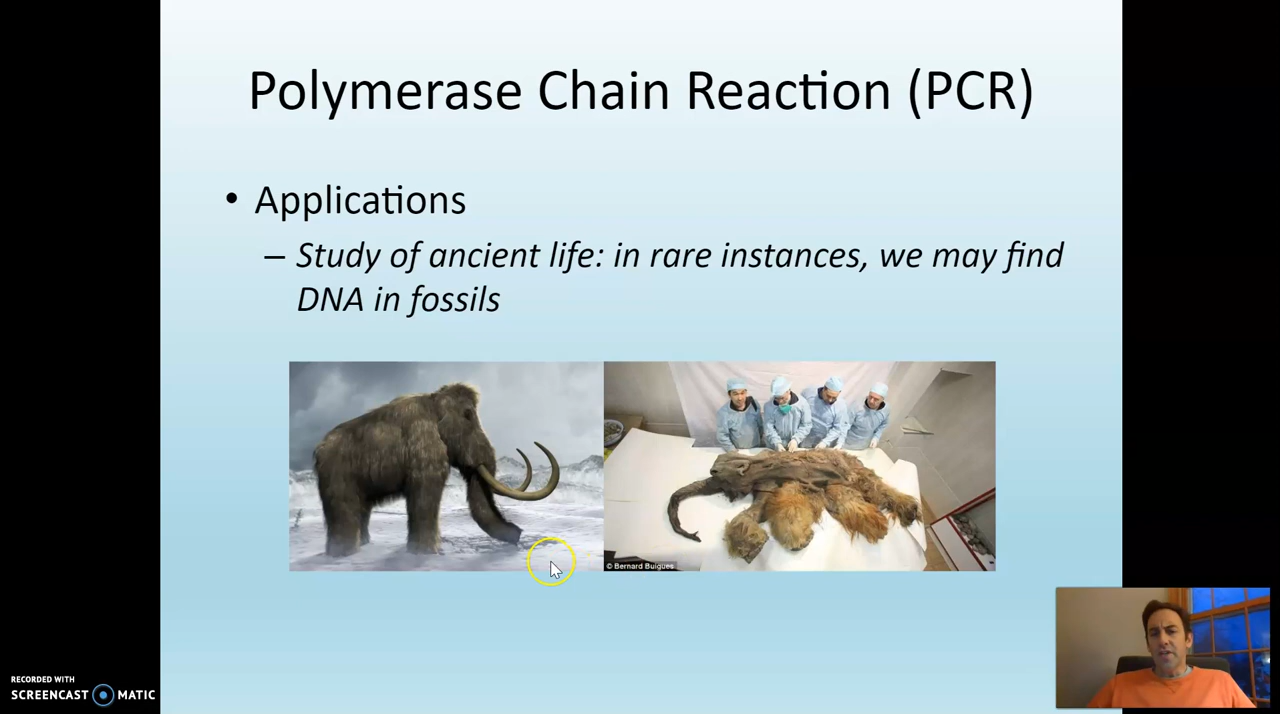 Polymerase Chain Reaction (PCR)
• Applications
– Study of ancient life: in rare instances, we may find
DNA in fossils
© Bernard Buigues
RECORDED WITH
SCREENCAST MATIC